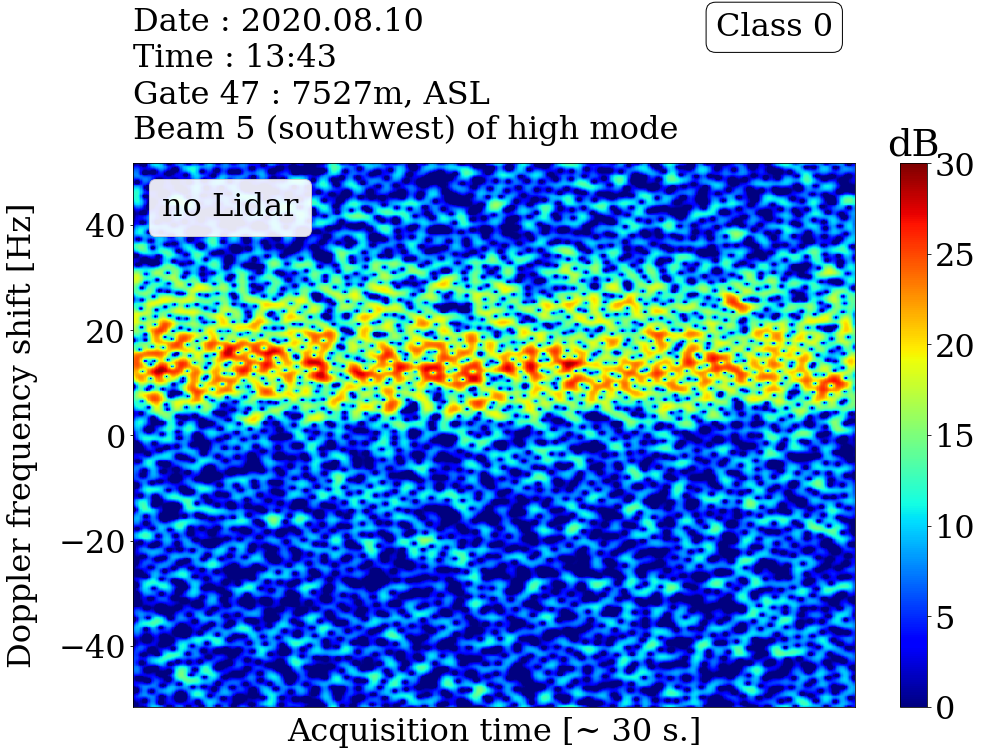 Date : 2020.08.10
Class 0
Time : 13:43
Gate 47 : 7527m, ASL
Beam 5 (southwest) of high mode
dB
no Lidar
Doppler frequency shift [Hz]
40
20
0
−20
−40
30
25
20
15
10
5
0
Acquisition time [~ 30 s.]